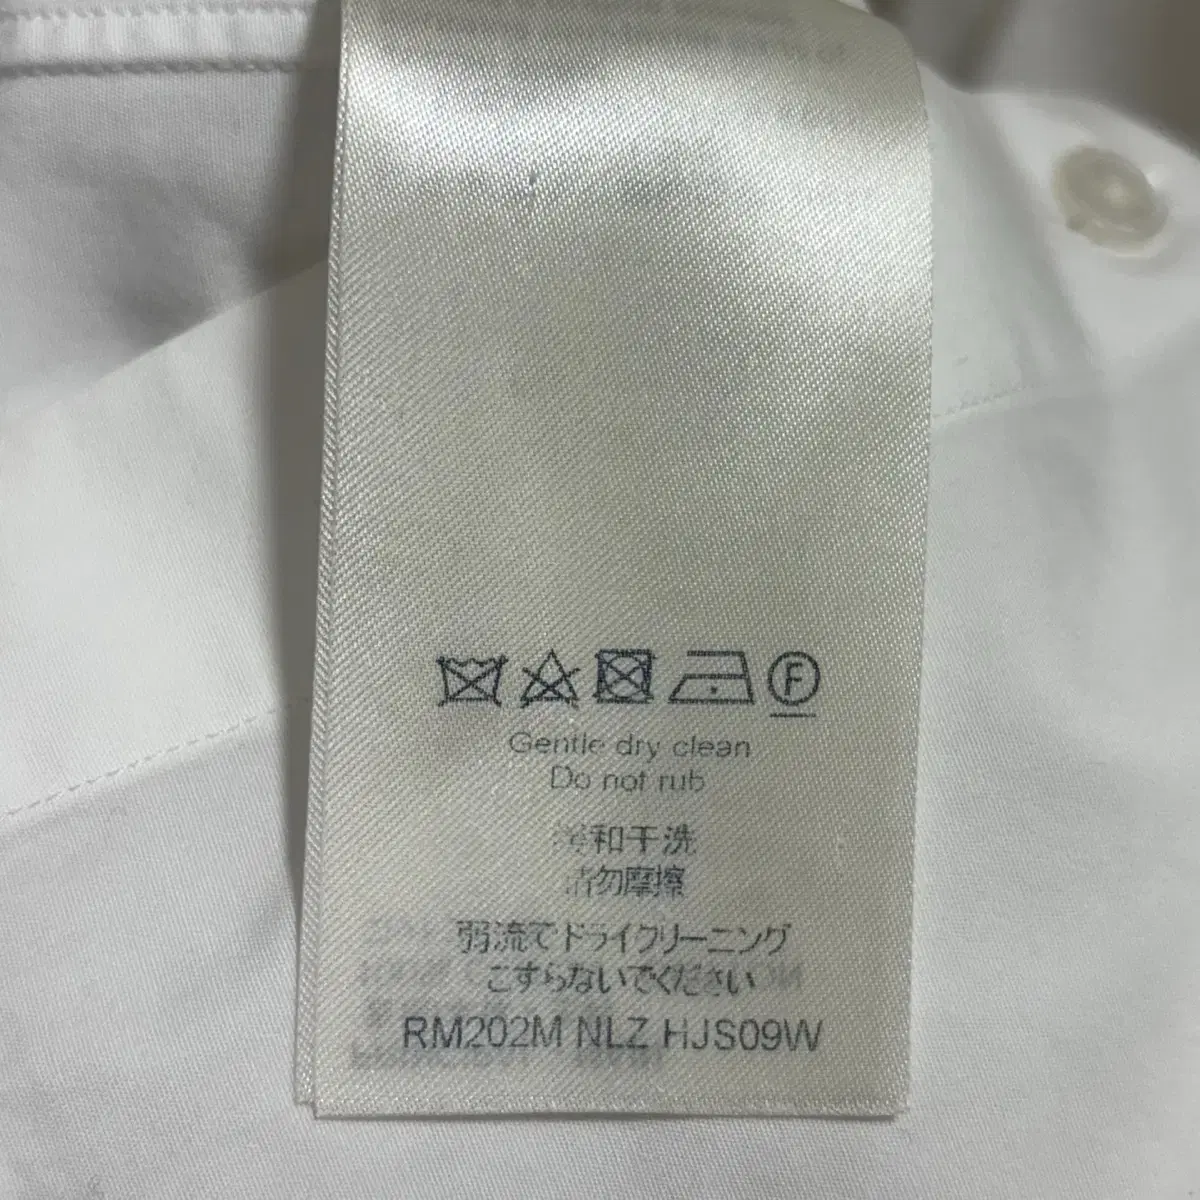 F
Gentle dry clean
Do not rub
和干洗
请勿摩擦
弱流でドライクリーニング
こすらないでください
RM202M NLZ HJS09W